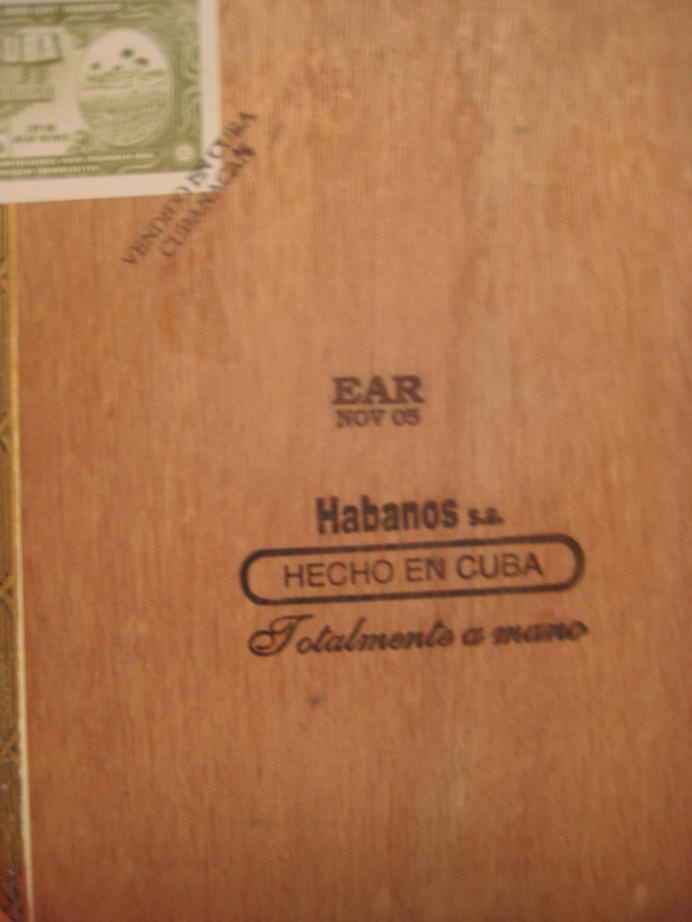 VENDIDO EN CUBA
CUBANACAN
EAR
NOV 05
Habanos s.a.
HECHO EN CUBA
Totalmente a mano